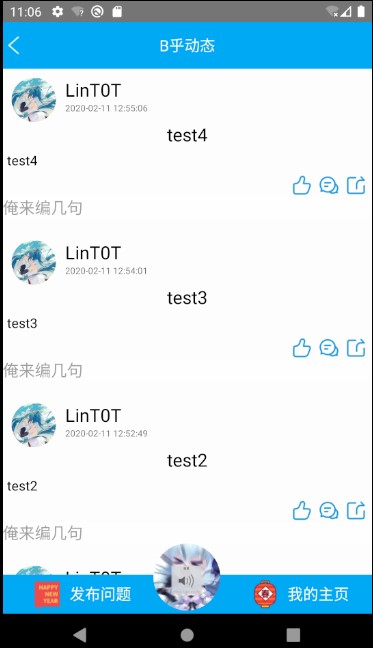 11:06
B乎动态
LinT0T
2020-02-11 12:55:06
test4
test4
俺来编几句
LinT0T
2020-02-11 12:54:01
test3
test3
俺来编几句
LinT0T
2020-02-11 12:52:49
test2
test2
俺来编几句
LinT0T
HAPPY
NEW
YEAR
发布问题
我的主页